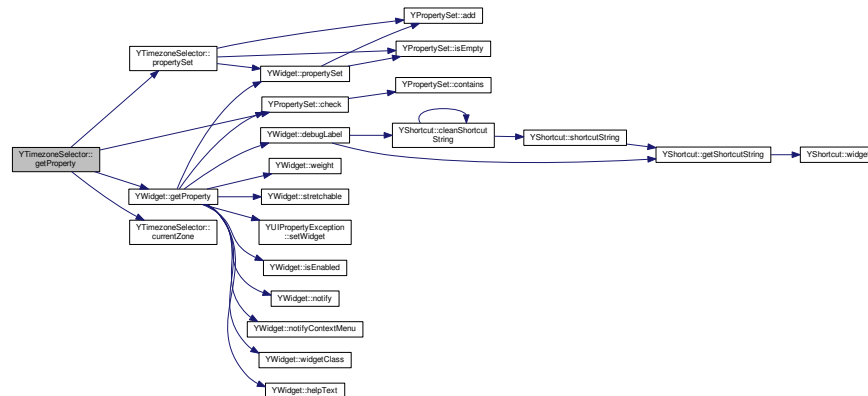 YPropertySet::add
YTimezoneSelector::
propertySet
YPropertySet::isEmpty
YWidget::propertySet
YPropertySet::contains
YPropertySet::check
YWidget::debugLabel
YShortcut::cleanShortcut
String
YShortcut::shortcutString
YShortcut::getShortcutString
YShortcut::widget
YTimezoneSelector::
getProperty
YWidget::weight
YWidget::getProperty
YWidget::stretchable
YTimezoneSelector::
currentZone
YUIPropertyException
::setWidget
YWidget::isEnabled
YWidget::notify
YWidget::notifyContextMenu
YWidget::widgetClass
YWidget::helpText